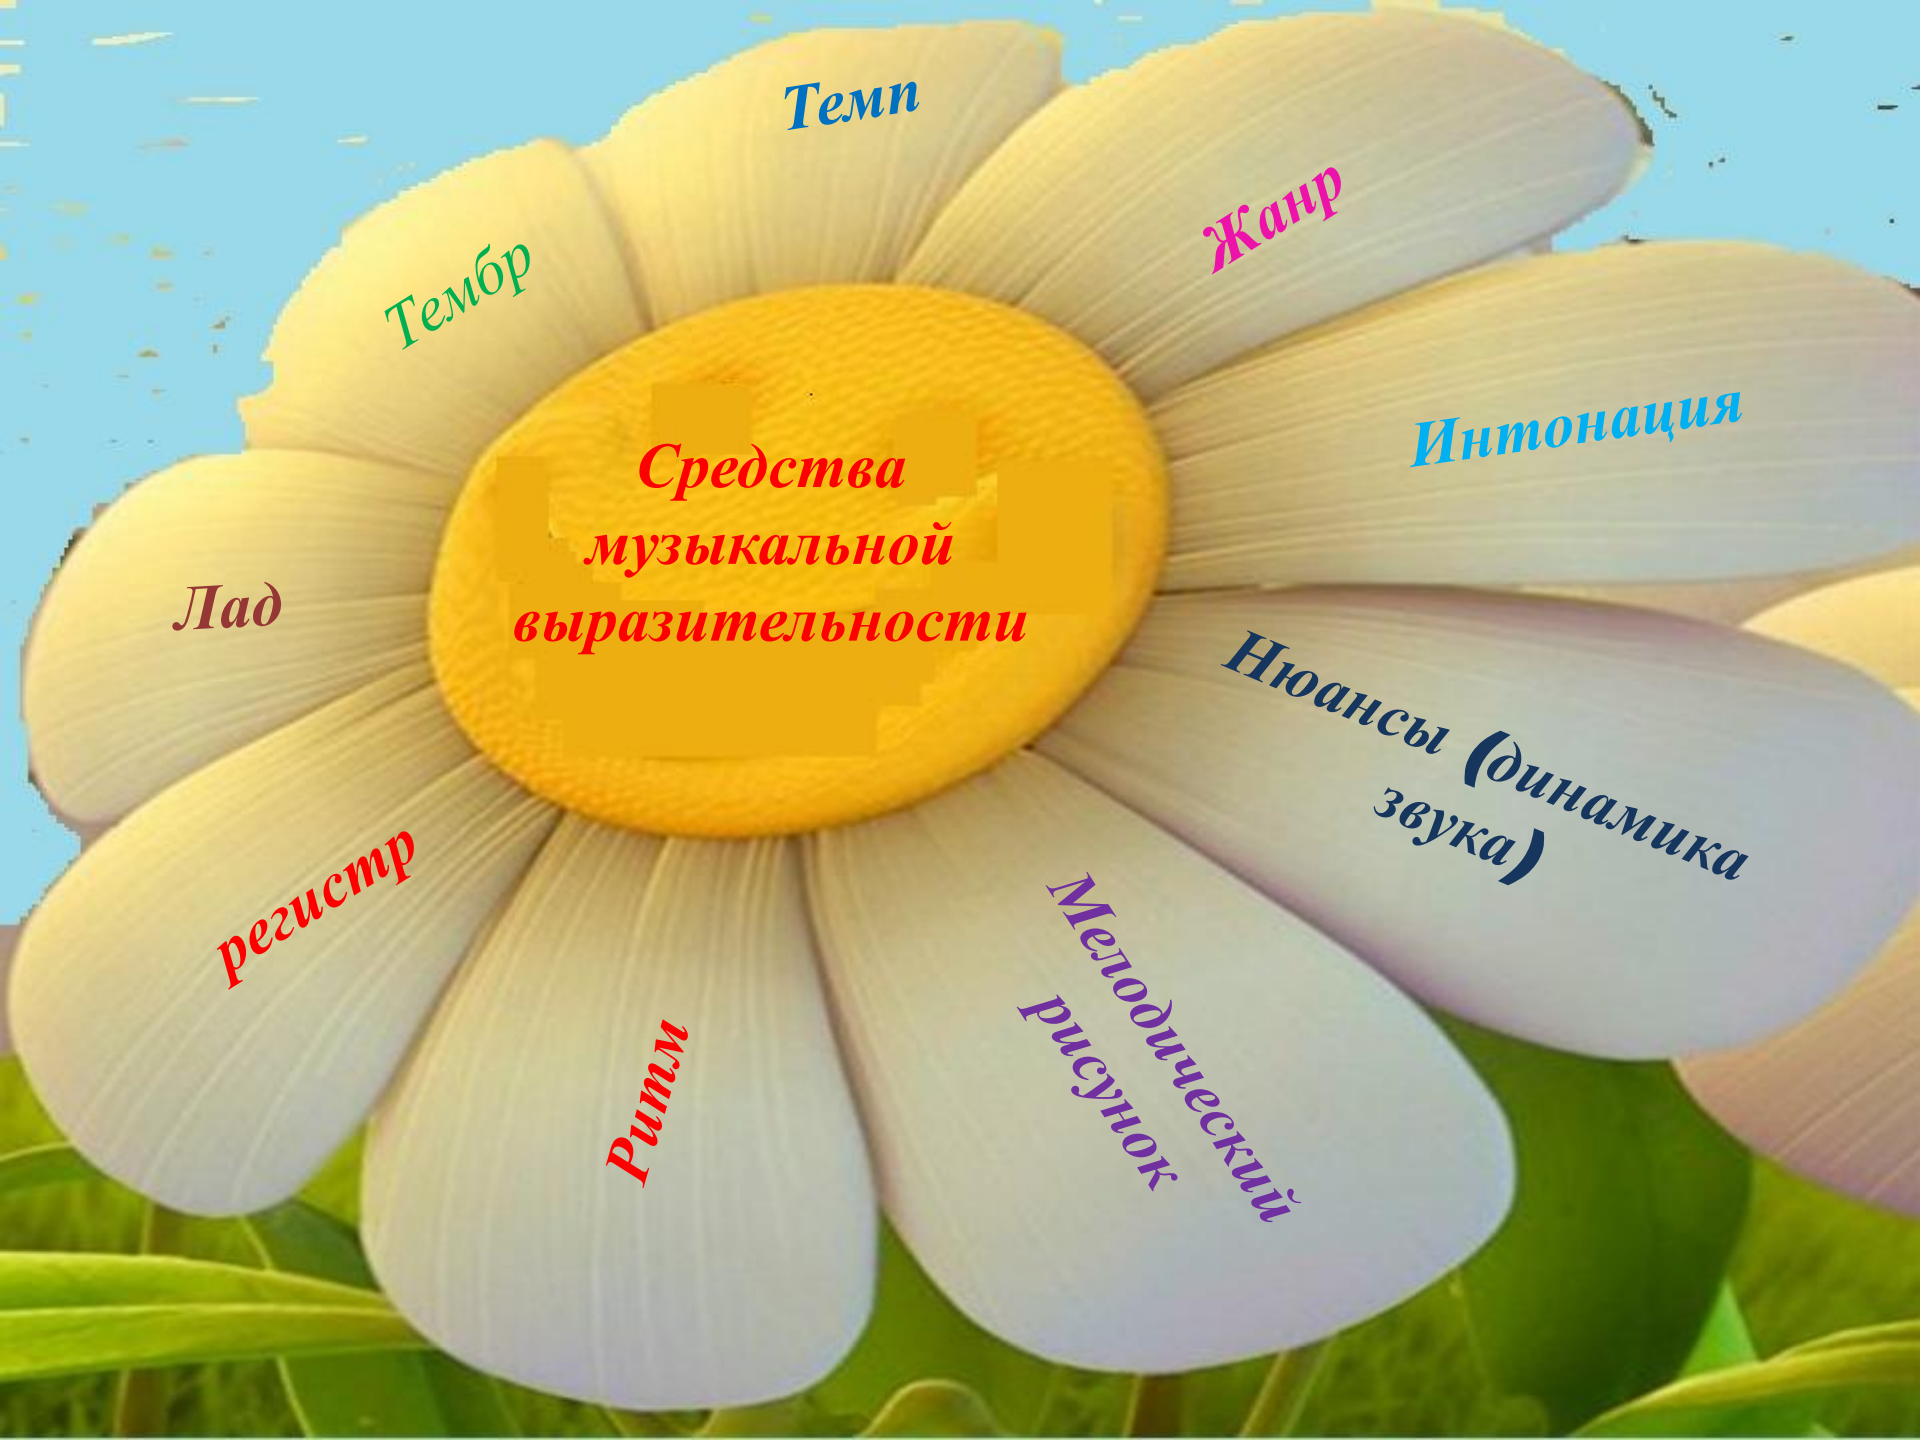 Темп
Жанр
Тембр
Интонация
Средства
музыкальной
выразительности
Лад
Нюансы (динамика
звука)
регистр
Мелодический
рисунок
Ритм